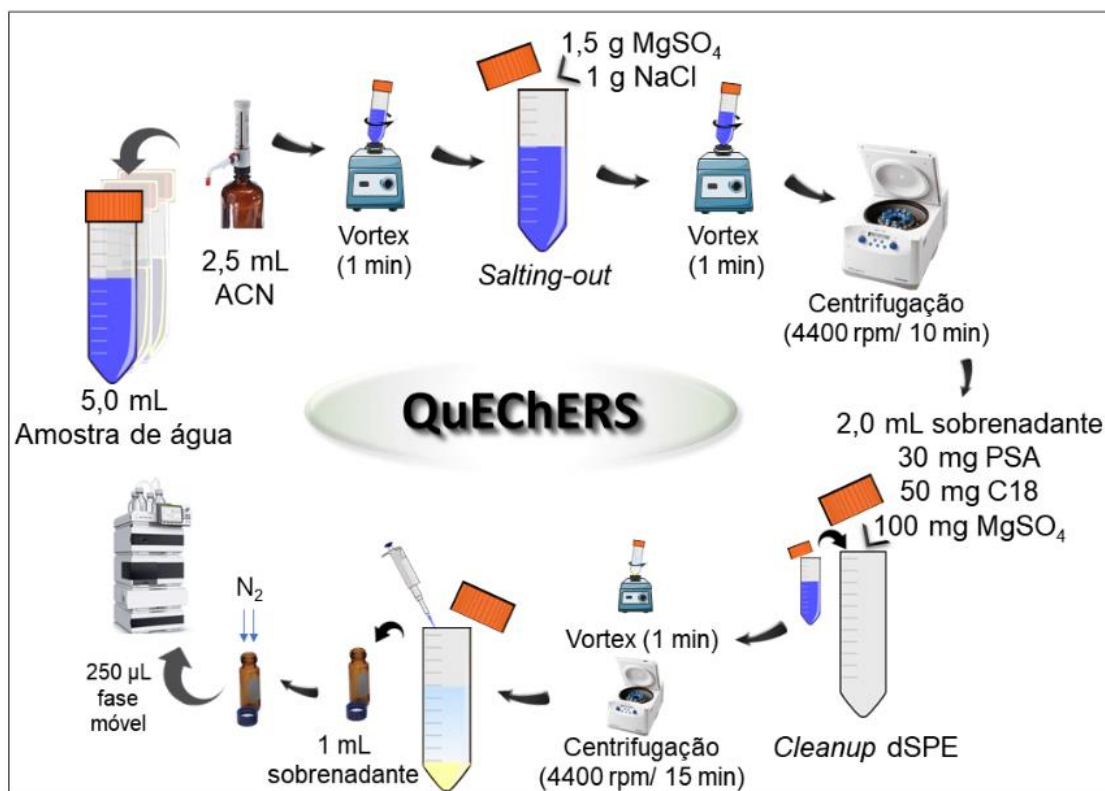 1,5 g MgSO₄
1 g NaCl
2,5 mL
ACN
Vortex
(1 min)
Salting-out
Vortex
(1 min)
Centrifugação
(4400 rpm/ 10 min)
5,0 mL
Amostra de água
QuEChERS
2,0 mL sobrenadante
30 mg PSA
50 mg C18
100 mg MgSO₄
Cleanup dSPE
Vortex (1 min)
Centrifugação
(4400 rpm/ 15 min)
1 mL
sobrenadante
N₂
250 µL
fase
móvel